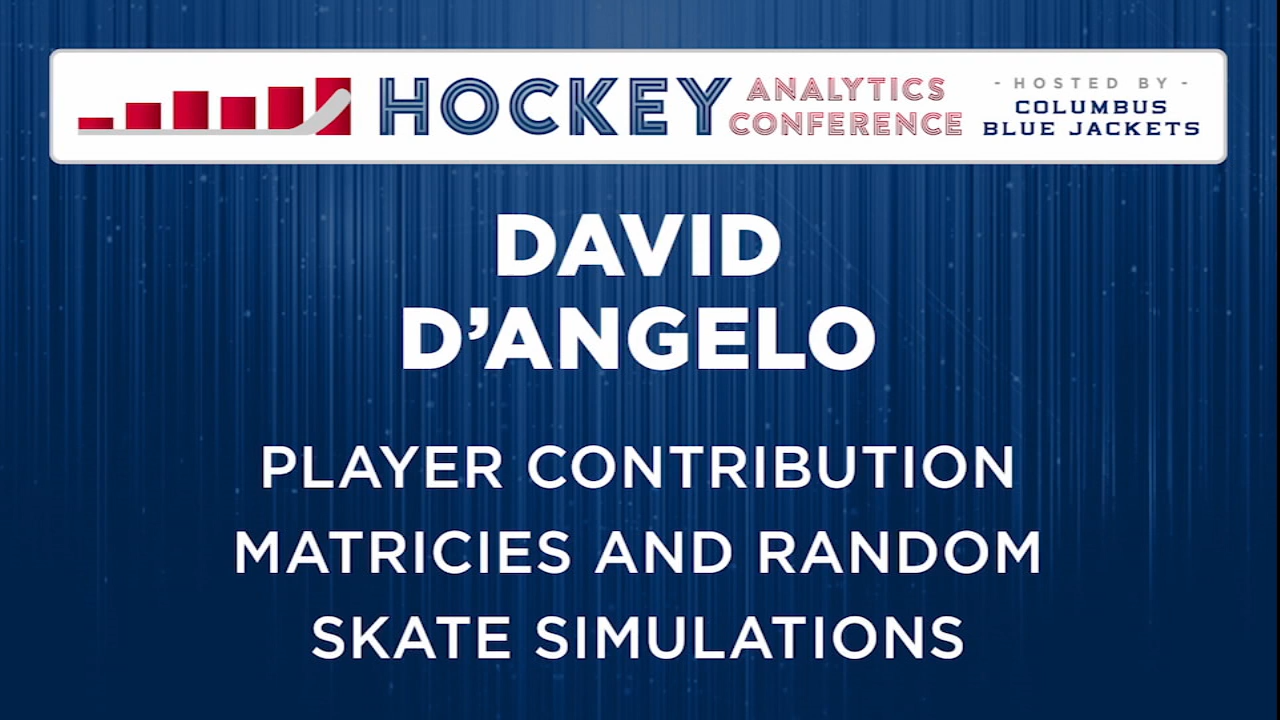 HOCKEY
ANALYTICS
CONFERENCE
- HOSTED BY -
COLUMBUS
BLUE JACKETS
DAVID
D’ANGELO
PLAYER CONTRIBUTION
MATRICIES AND RANDOM
SKATE SIMULATIONS